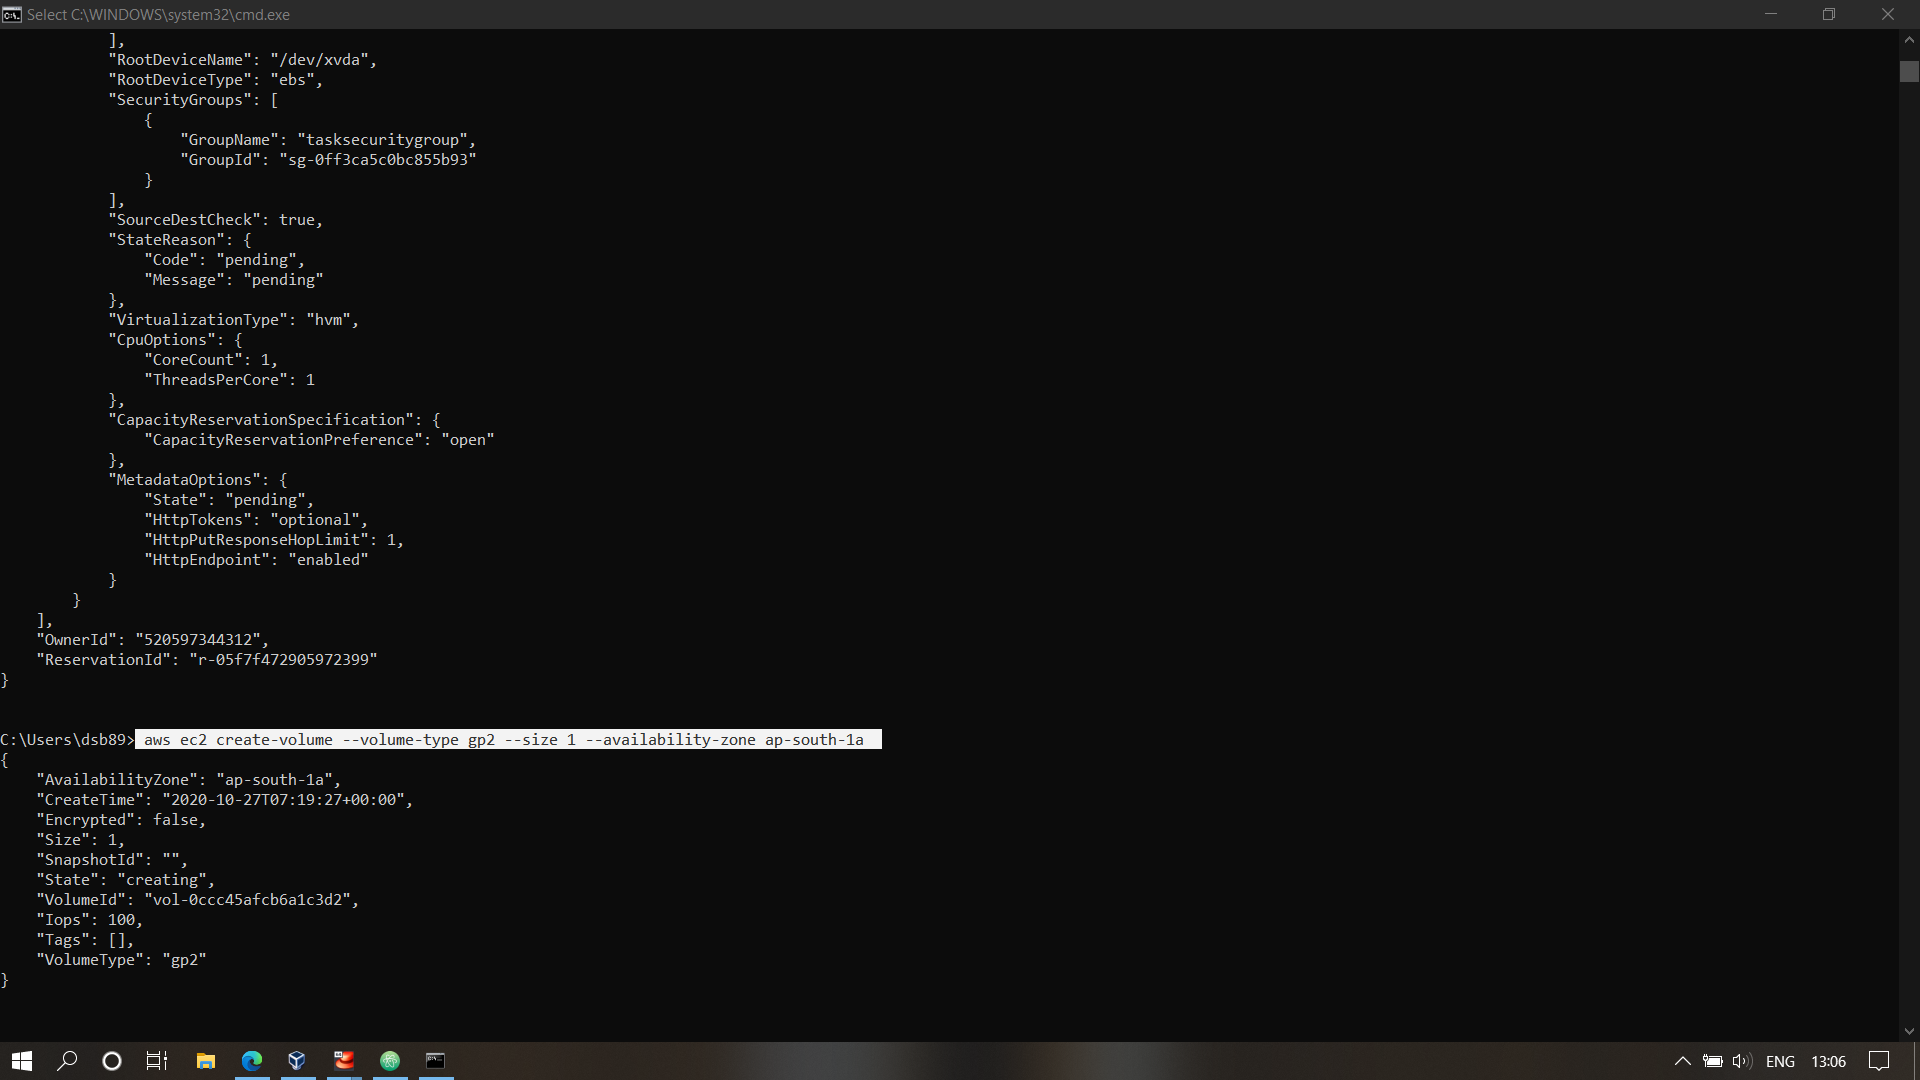 Select C:\WINDOWS\system32\cmd.exe
            ],
            "RootDeviceName": "/dev/xvda",
            "RootDeviceType": "ebs",
            "SecurityGroups": [
                {
                    "GroupName": "tasksecuritygroup",
                    "GroupId": "sg-0ff3ca5c0bc855b93"
                }
            ],
            "SourceDestCheck": true,
            "StateReason": {
                "Code": "pending",
                "Message": "pending"
            },
            "VirtualizationType": "hvm",
            "CpuOptions": {
                "CoreCount": 1,
                "ThreadsPerCore": 1
            },
            "CapacityReservationSpecification": {
                "CapacityReservationPreference": "open"
            },
            "MetadataOptions": {
                "State": "pending",
                "HttpTokens": "optional",
                "HttpPutResponseHopLimit": 1,
                "HttpEndpoint": "enabled"
            }
        }
    ],
    "OwnerId": "520597344312",
    "ReservationId": "r-05f7f472905972399"
}
C:\Users\dsb89> aws ec2 create-volume --volume-type gp2 --size 1 --availability-zone ap-south-1a
{
    "AvailabilityZone": "ap-south-1a",
    "CreateTime": "2020-10-27T07:19:27+00:00",
    "Encrypted": false,
    "Size": 1,
    "SnapshotId": "",
    "State": "creating",
    "VolumeId": "vol-0ccc45afcb6a1c3d2",
    "Iops": 100,
    "Tags": [],
    "VolumeType": "gp2"
}
ENG 13:06